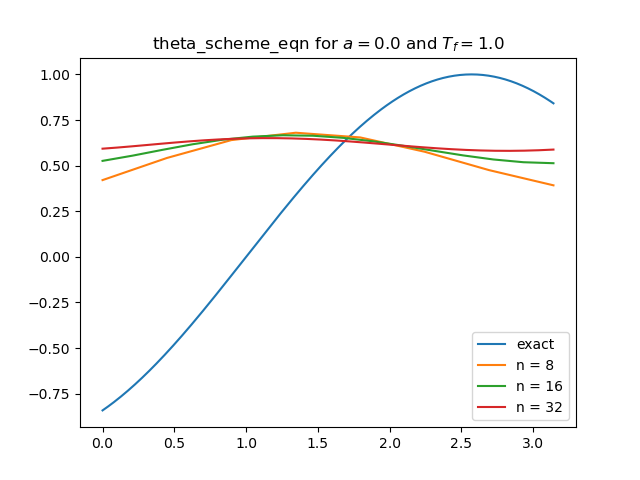 theta_scheme_eqn for a = 0.0 and T_f = 1.0
1.00
0.75
0.50
0.25
0.00
−0.25
−0.50
−0.75
exact
n = 8
n = 16
n = 32
0.0 0.5 1.0 1.5 2.0 2.5 3.0